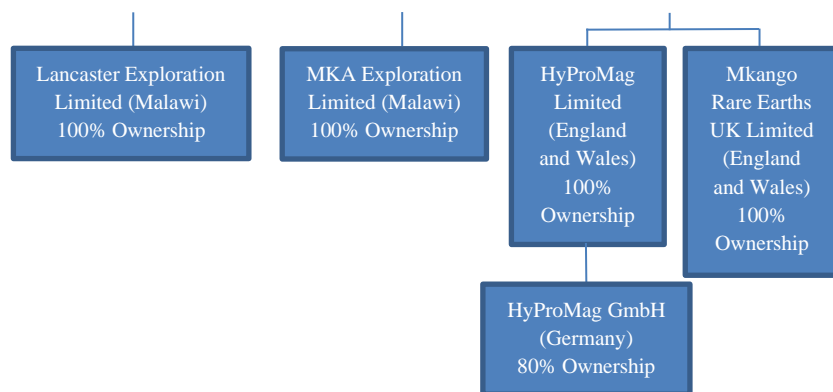 Lancaster Exploration
Limited (Malawi)
100% Ownership
MKA Exploration
Limited (Malawi)
100% Ownership
HyProMag
Limited
(England
and Wales)
100%
Ownership
Mkango
Rare Earths
UK Limited
(England
and Wales)
100%
Ownership
HyProMag GmbH
(Germany)
80% Ownership